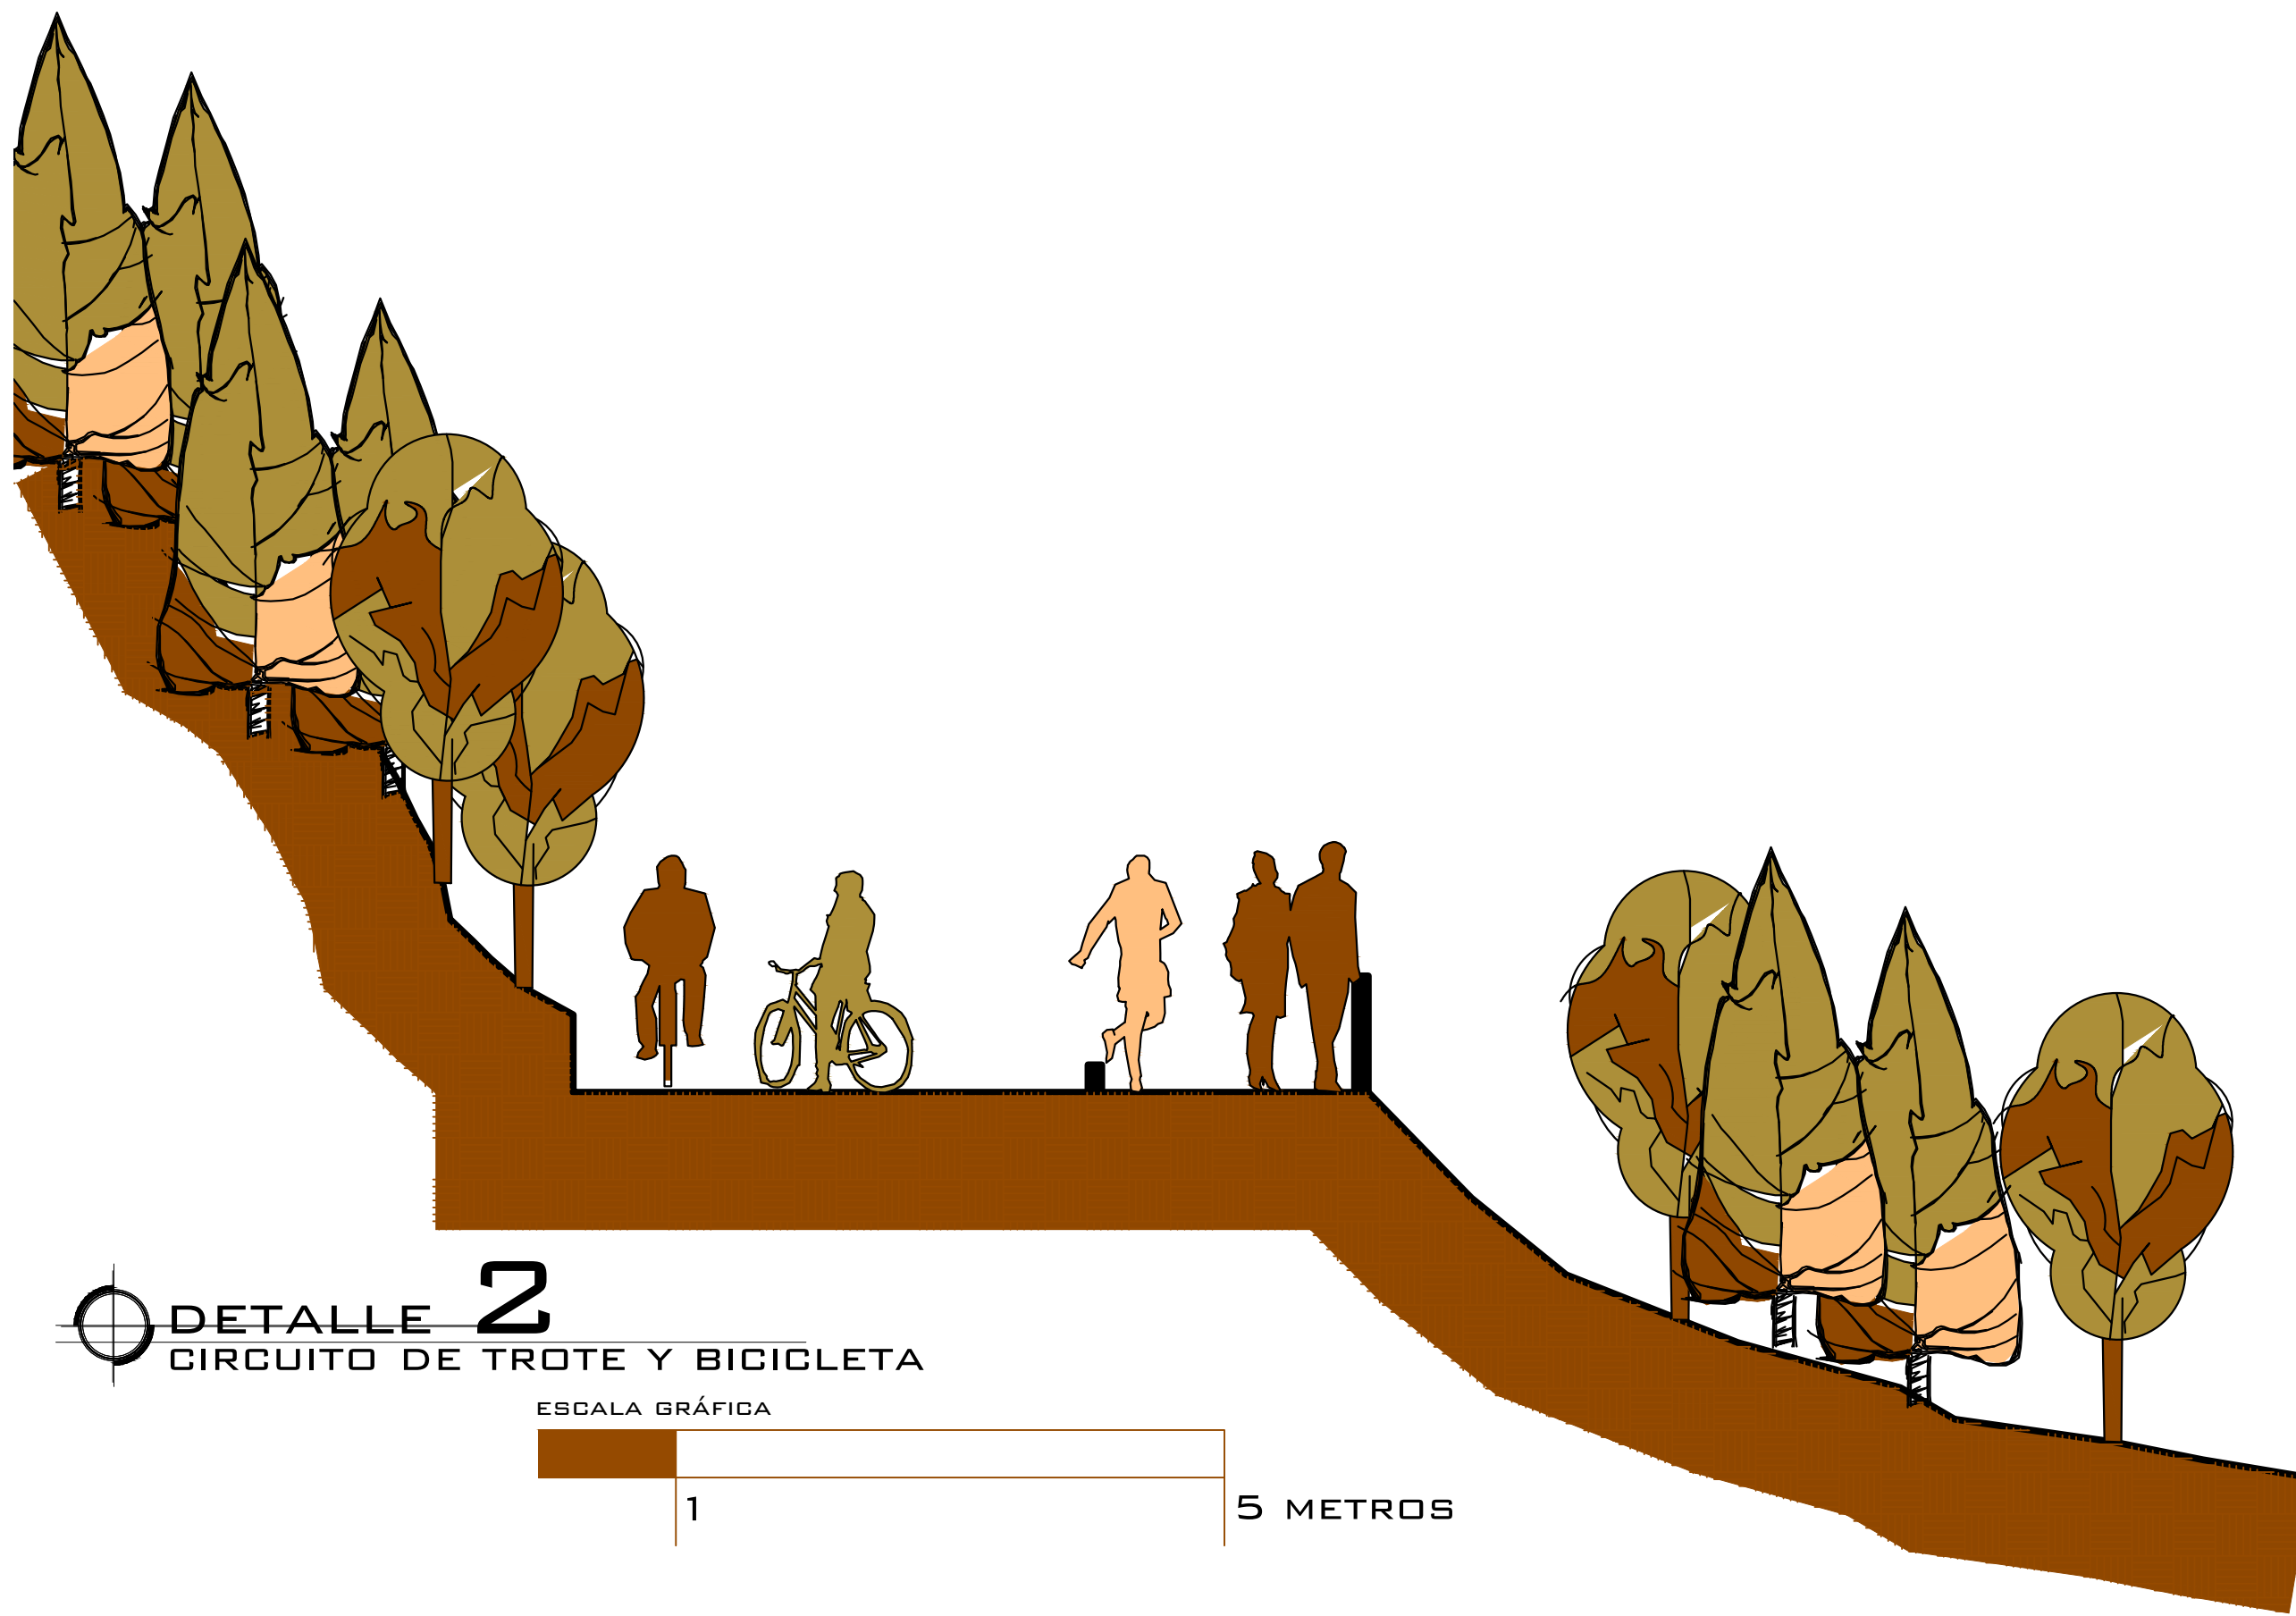 DETALLE 2
CIRCUITO DE TROTE Y BICICLETA
ESCALA GRÁFICA
1
5 METROS